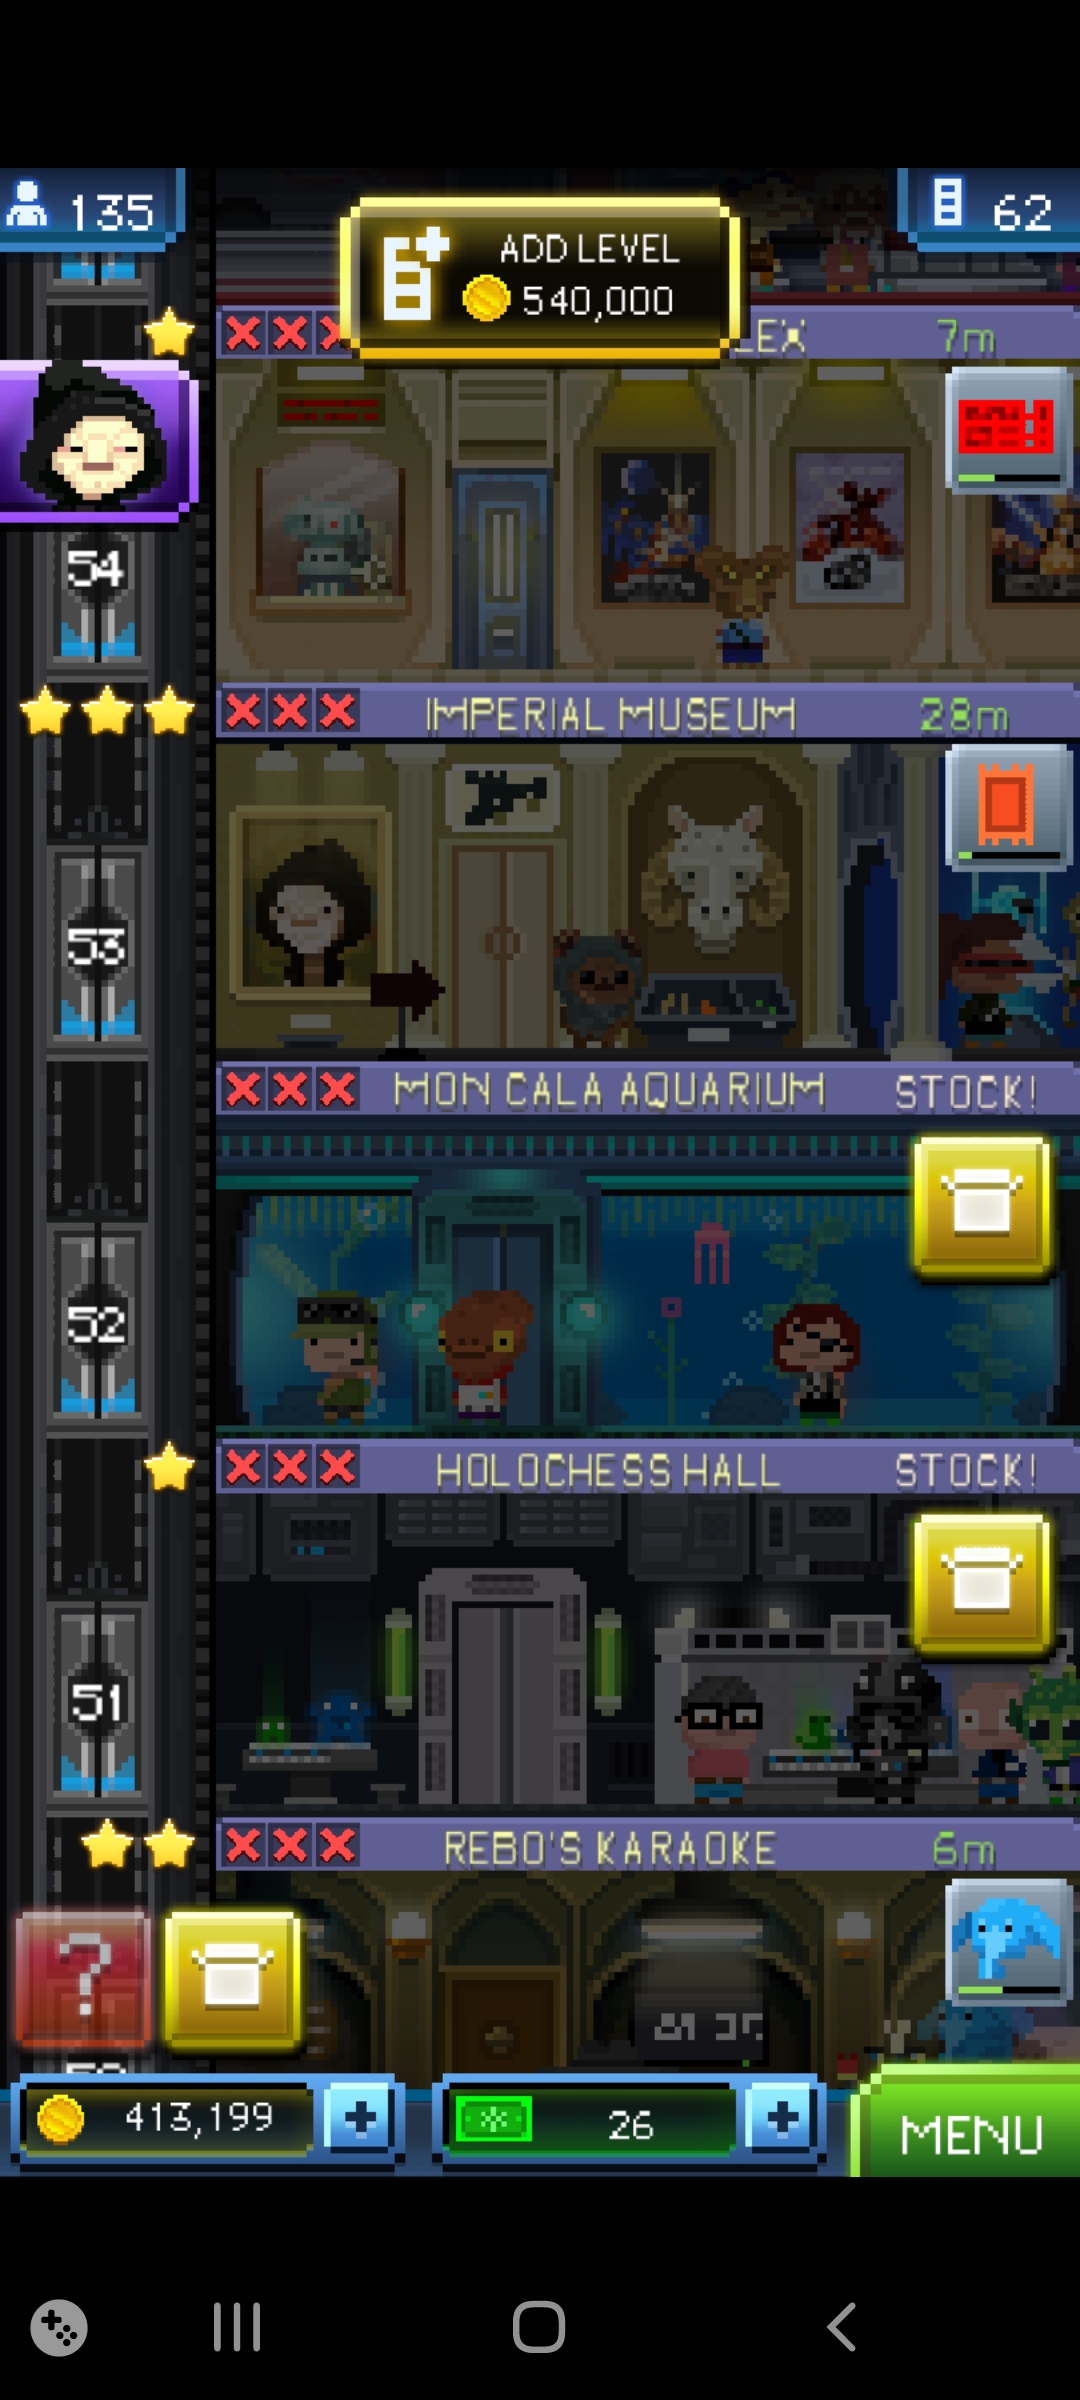 135
62
ADD LEVEL
540,000
LEX 7m
54
IMPERIAL MUSEUM 28m
53
MON CALA AQUARIUM STOCK!
52
HOLOCHESS HALL STOCK!
51
REBO'S KARAOKE 6m
?
413,199 + 26 + MENU